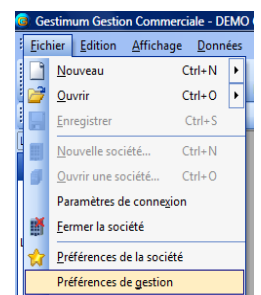 Gestimum Gestion Commerciale - DEMO
Fichier Edition Affichage Données
Nouveau Ctrl+N
Ouvrir Ctrl+O
Enregistrer Ctrl+S
Nouvelle société... Ctrl+N
Ouvrir une société... Ctrl+O
Paramètres de connexion
Fermer la société
Préférences de la société
Préférences de gestion